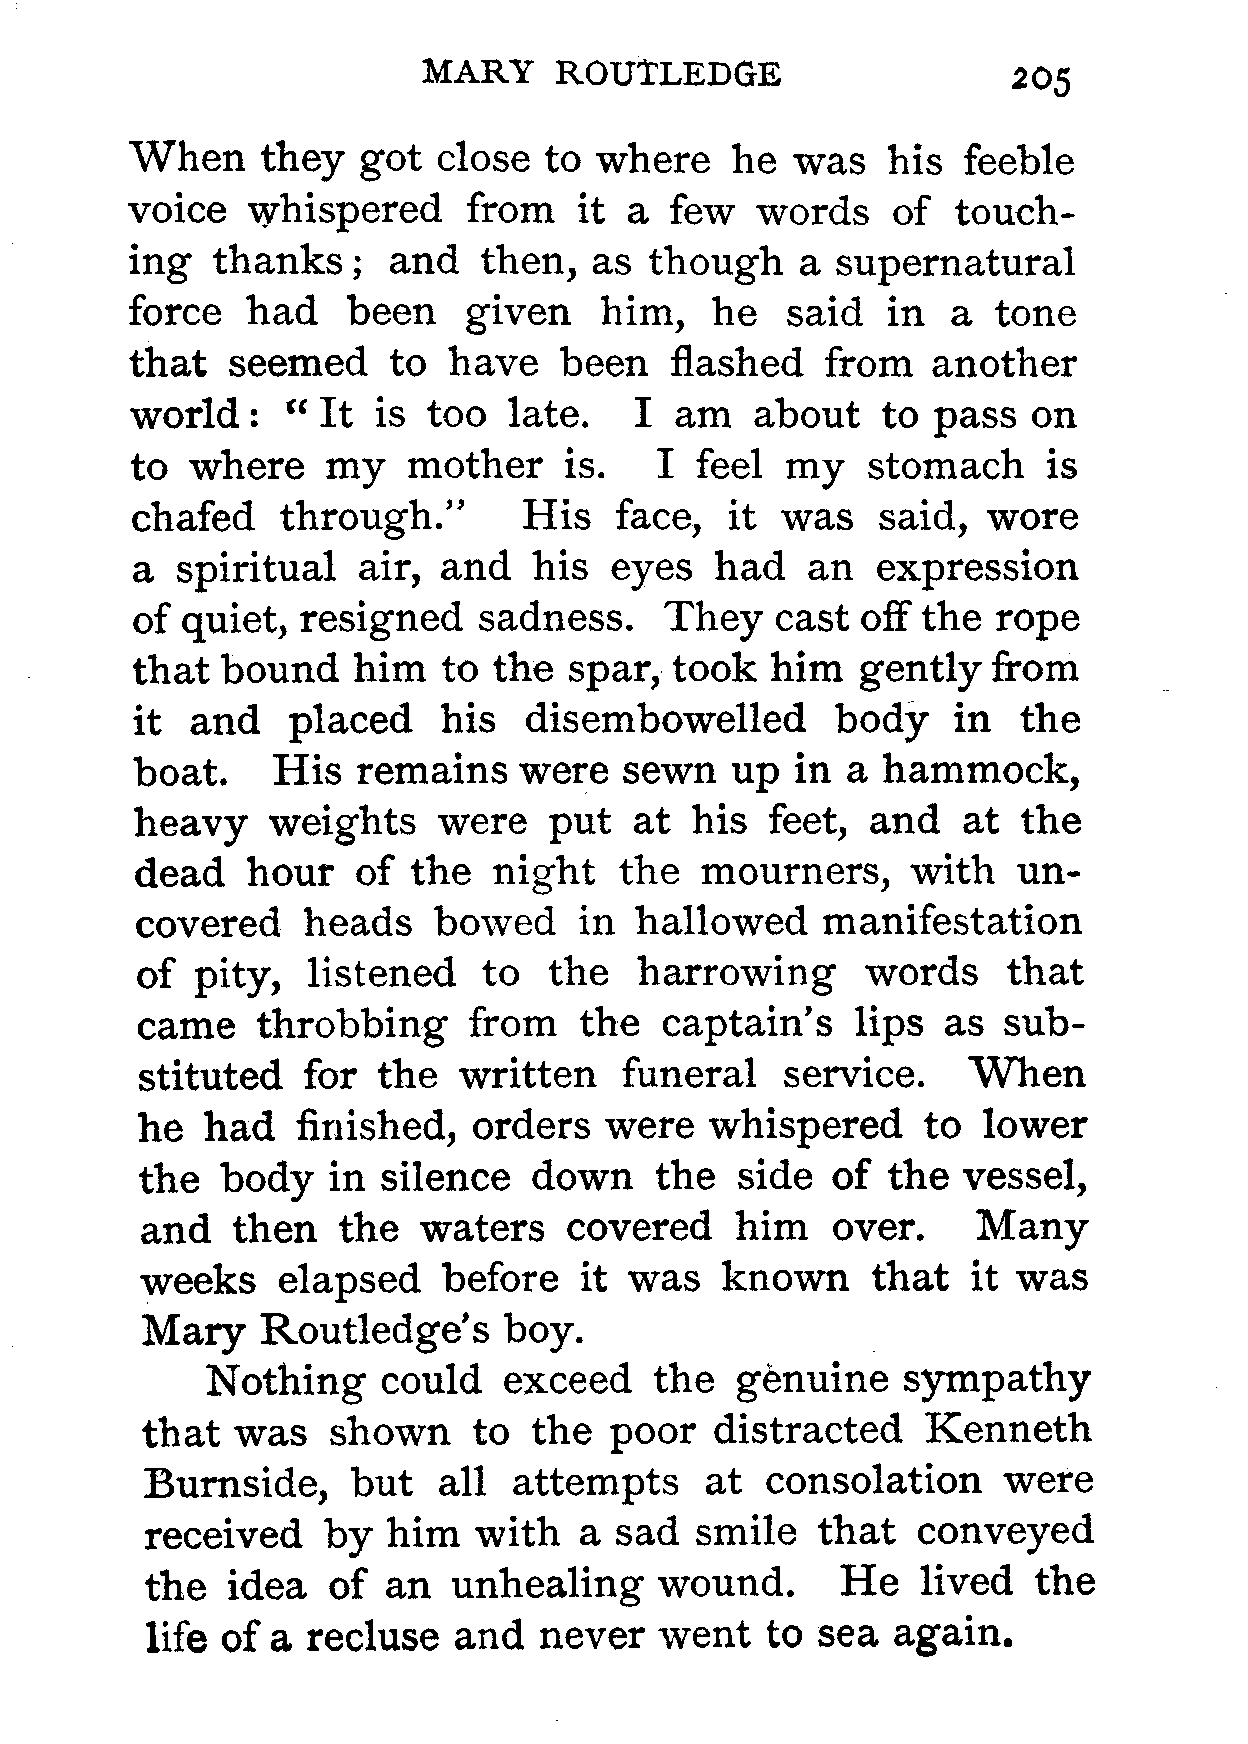 MARY ROUTLEDGE 205
When they got close to where he was his feeble
voice whispered from it a few words of touch-
ing thanks; and then, as though a supernatural
force had been given him, he said in a tone
that seemed to have been flashed from another
world: "It is too late. I am about to pass on
to where my mother is. I feel my stomach is
chafed through." His face, it was said, wore
a spiritual air, and his eyes had an expression
of quiet, resigned sadness. They cast off the rope
that bound him to the spar, took him gently from
it and placed his disembowelled body in the
boat. His remains were sewn up in a hammock,
heavy weights were put at his feet, and at the
dead hour of the night the mourners, with un-
covered heads bowed in hallowed manifestation
of pity, listened to the harrowing words that
came throbbing from the captain's lips as sub-
stituted for the written funeral service. When
he had finished, orders were whispered to lower
the body in silence down the side of the vessel,
and then the waters covered him over. Many
weeks elapsed before it was known that it was
Mary Routledge's boy.
Nothing could exceed the genuine sympathy
that was shown to the poor distracted Kenneth
Burnside, but all attempts at consolation were
received by him with a sad smile that conveyed
the idea of an unhealing wound. He lived the
life of a recluse and never went to sea again.